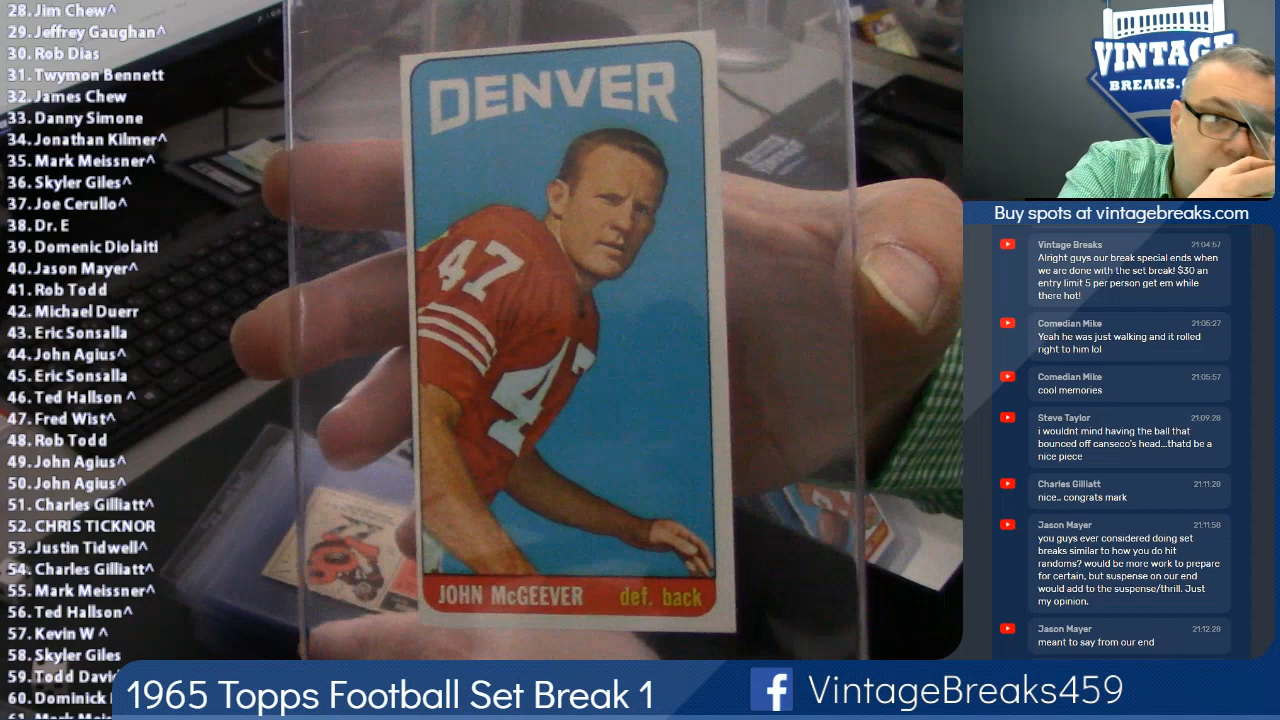 28. Jim Chew^
29. Jeffrey Gaughan^
30. Rob Dias
31. Twymon Bennett
32. James Chew
33. Danny Simone
34. Jonathan Kilmer^
35. Mark Meissner^
36. Skyler Giles^
37. Joe Cerullo^
38. Dr. E
39. Domenic Diolaiti
40. Jason Mayer^
41. Rob Todd
42. Michael Duerr
43. Eric Sonsalla
44. John Agius^
45. Eric Sonsalla
46. Ted Hallson ^
47. Fred Wist^
48. Rob Todd
49. John Agius^
50. John Agius^
51. Charles Gilliatt^
52. CHRIS TICKNOR
53. Justin Tidwell^
54. Charles Gilliatt^
55. Mark Meissner^
56. Ted Hallson^
57. Kevin W ^
58. Skyler Giles
59. Todd
60. Dominick
61. Mark
DENVER
47
4
JOHN McGEEVER def. back
VINTAGE
BREAKS.
Buy spots at vintagebreaks.com
Vintage Breaks 21:04:57
Alright guys our break special ends when
we are done with the set break! $30 an
entry limit 5 per person get em while
there hot!
Comedian Mike 21:05:27
Yeah he was just walking and it rolled
right to him lol
Comedian Mike 21:05:57
cool memories
Steve Taylor 21:09:28
i wouldnt mind having the ball that
bounced off canseco's head...thatd be a
nice piece
Charles Gilliatt 21:11:28
nice.. congrats mark
Jason Mayer 21:11:58
you guys ever considered doing set
breaks similar to how you do hit
randoms? would be more work to prepare
for certain, but suspense on our end
would add to the suspense/thrill. Just
my opinion.
Jason Mayer 21:12:28
meant to say from our end
1965 Topps Football Set Break 1
f VintageBreaks459